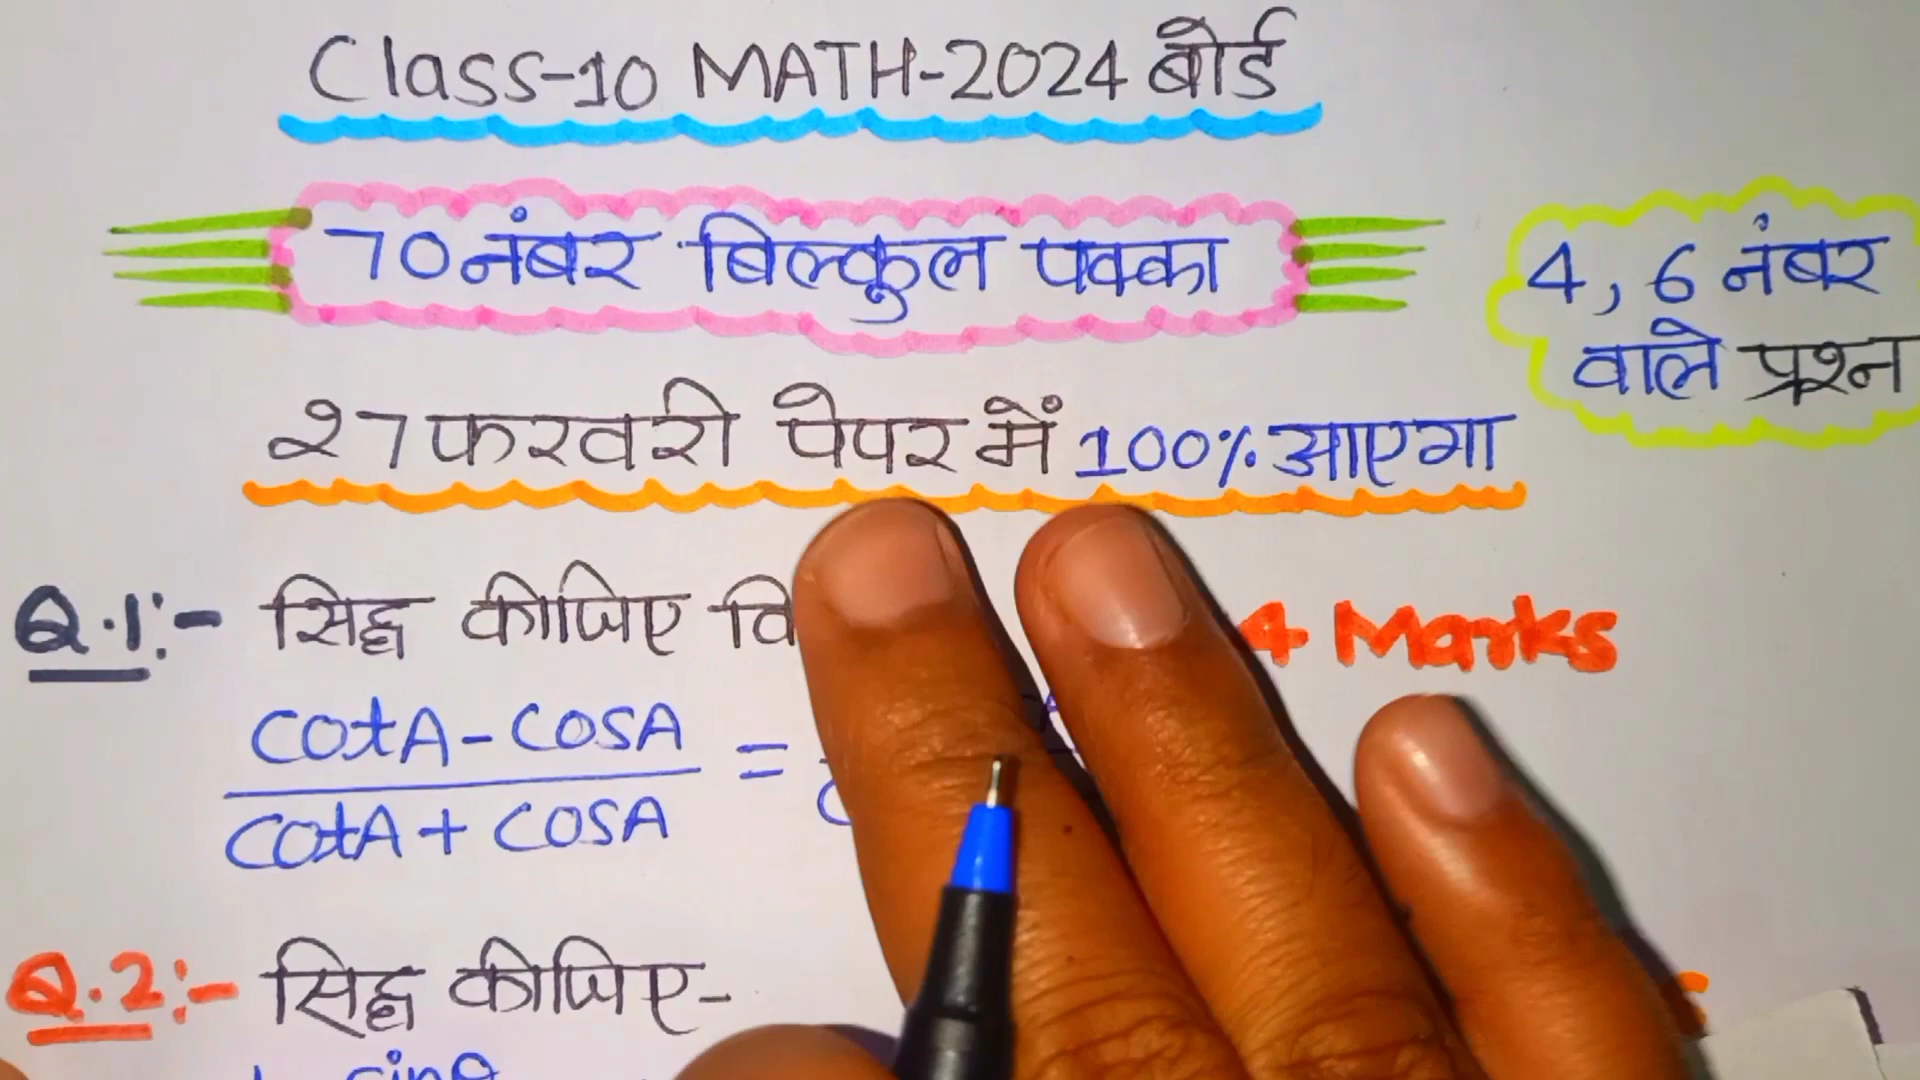 Class-10 MATH-2024 बोर्ड
70 नंबर बिल्कुल पक्का
4, 6 नंबर
वाले प्रश्न
27 फरवरी पेपर में 100% आएगा
Q.1:- सिद्ध कीजिए 4 Marks
cotA - cosA
=
cotA + cosA
Q.2:- सिद्ध कीजिए-